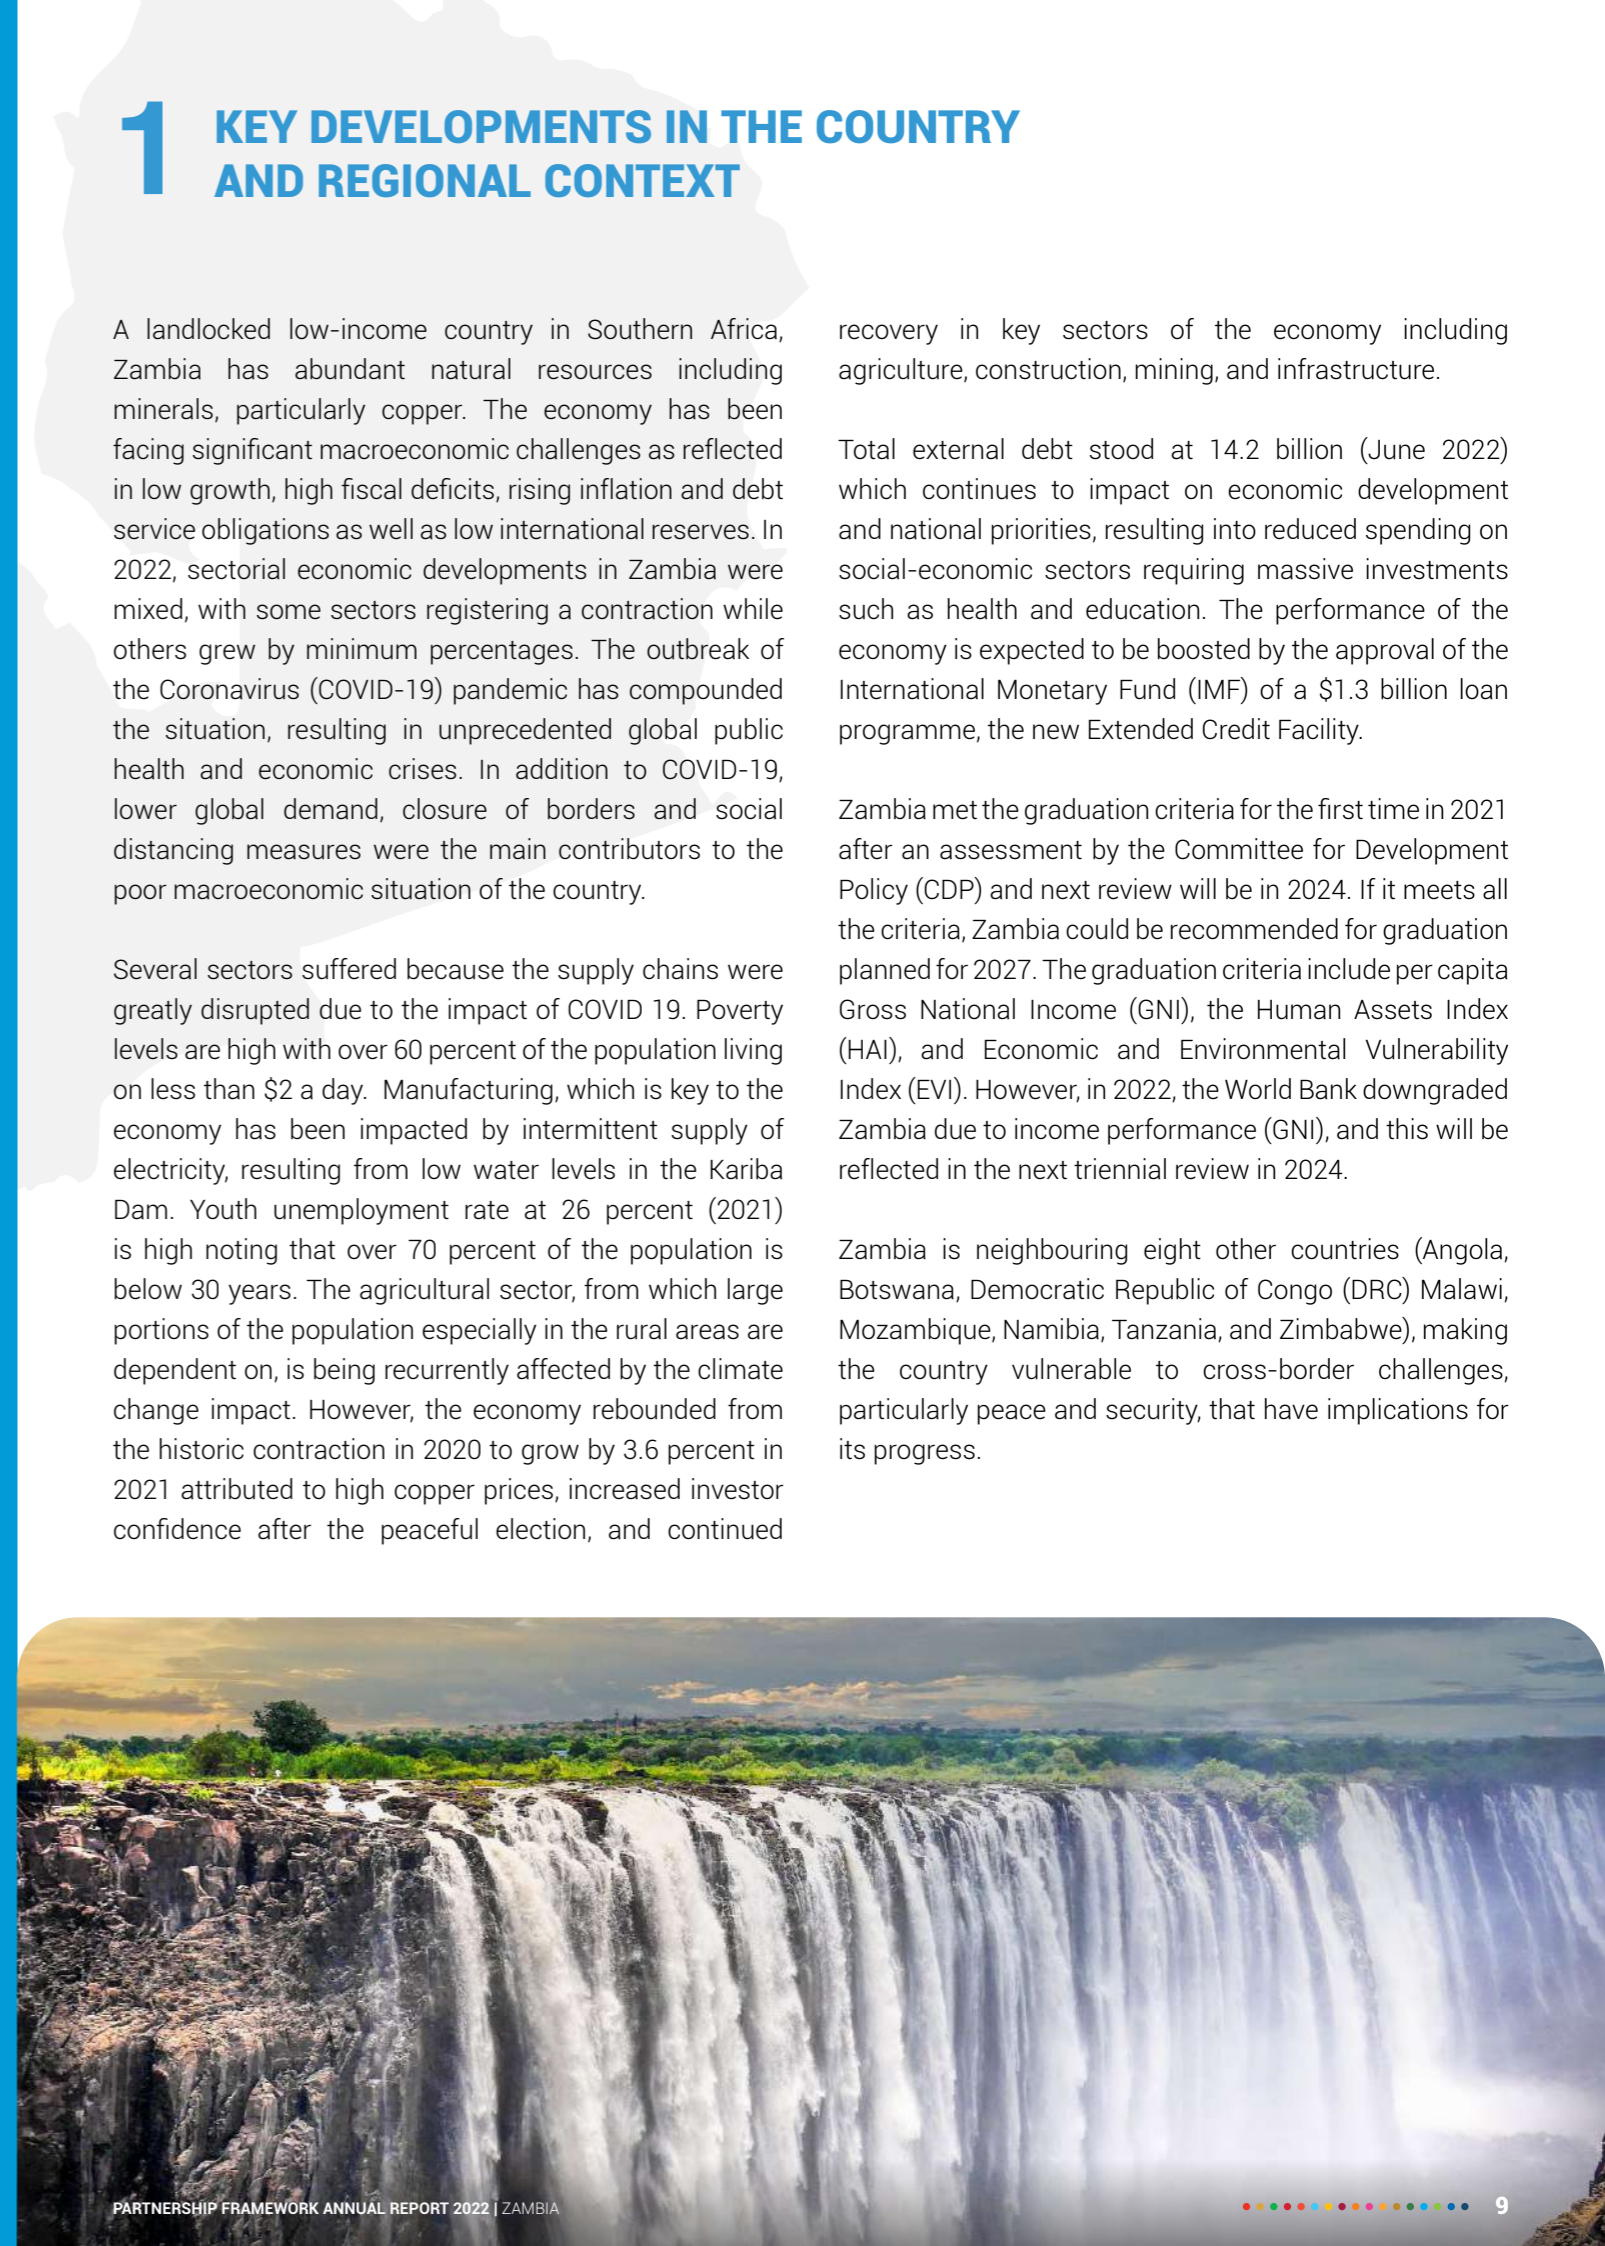 1
KEY DEVELOPMENTS IN THE COUNTRY
AND REGIONAL CONTEXT
A landlocked low-income country in Southern Africa,
Zambia has abundant natural resources including
minerals, particularly copper. The economy has been
facing significant macroeconomic challenges as reflected
in low growth, high fiscal deficits, rising inflation and debt
service obligations as well as low international reserves. In
2022, sectorial economic developments in Zambia were
mixed, with some sectors registering a contraction while
others grew by minimum percentages. The outbreak of
the Coronavirus (COVID-19) pandemic has compounded
the situation, resulting in unprecedented global public
health and economic crises. In addition to COVID-19,
lower global demand, closure of borders and social
distancing measures were the main contributors to the
poor macroeconomic situation of the country.
Several sectors suffered because the supply chains were
greatly disrupted due to the impact of COVID 19. Poverty
levels are high with over 60 percent of the population living
on less than $2 a day. Manufacturing, which is key to the
economy has been impacted by intermittent supply of
electricity, resulting from low water levels in the Kariba
Dam. Youth unemployment rate at 26 percent (2021)
is high noting that over 70 percent of the population is
below 30 years. The agricultural sector, from which large
portions of the population especially in the rural areas are
dependent on, is being recurrently affected by the climate
change impact. However, the economy rebounded from
the historic contraction in 2020 to grow by 3.6 percent in
2021 attributed to high copper prices, increased investor
confidence after the peaceful election, and continued
recovery in key sectors of the economy including
agriculture, construction, mining, and infrastructure.
Total external debt stood at 14.2 billion (June 2022)
which continues to impact on economic development
and national priorities, resulting into reduced spending on
social-economic sectors requiring massive investments
such as health and education. The performance of the
economy is expected to be boosted by the approval of the
International Monetary Fund (IMF) of a $1.3 billion loan
programme, the new Extended Credit Facility.
Zambia met the graduation criteria for the first time in 2021
after an assessment by the Committee for Development
Policy (CDP) and next review will be in 2024. If it meets all
the criteria, Zambia could be recommended for graduation
planned for 2027. The graduation criteria include per capita
Gross National Income (GNI), the Human Assets Index
(HAI), and Economic and Environmental Vulnerability
Index (EVI). However, in 2022, the World Bank downgraded
Zambia due to income performance (GNI), and this will be
reflected in the next triennial review in 2024.
Zambia is neighbouring eight other countries (Angola,
Botswana, Democratic Republic of Congo (DRC) Malawi,
Mozambique, Namibia, Tanzania, and Zimbabwe), making
the country vulnerable to cross-border challenges,
particularly peace and security, that have implications for
its progress.
PARTNERSHIP FRAMEWORK ANNUAL REPORT 2022 | ZAMBIA
9